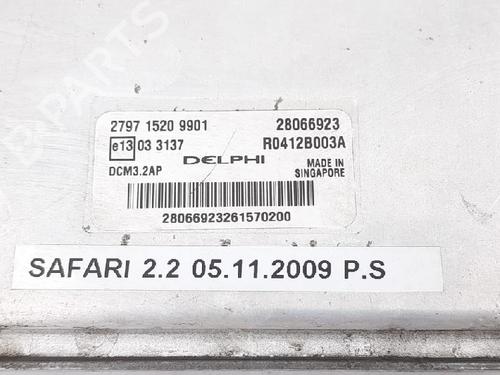 2797 1520 9901 28066923
e13 03 3137 R0412B003A
DELPHI
DCM3.2AP MADE IN SINGAPORE
28066923261570200
SAFARI 2.2 05.11.2009 P.S
PARTS